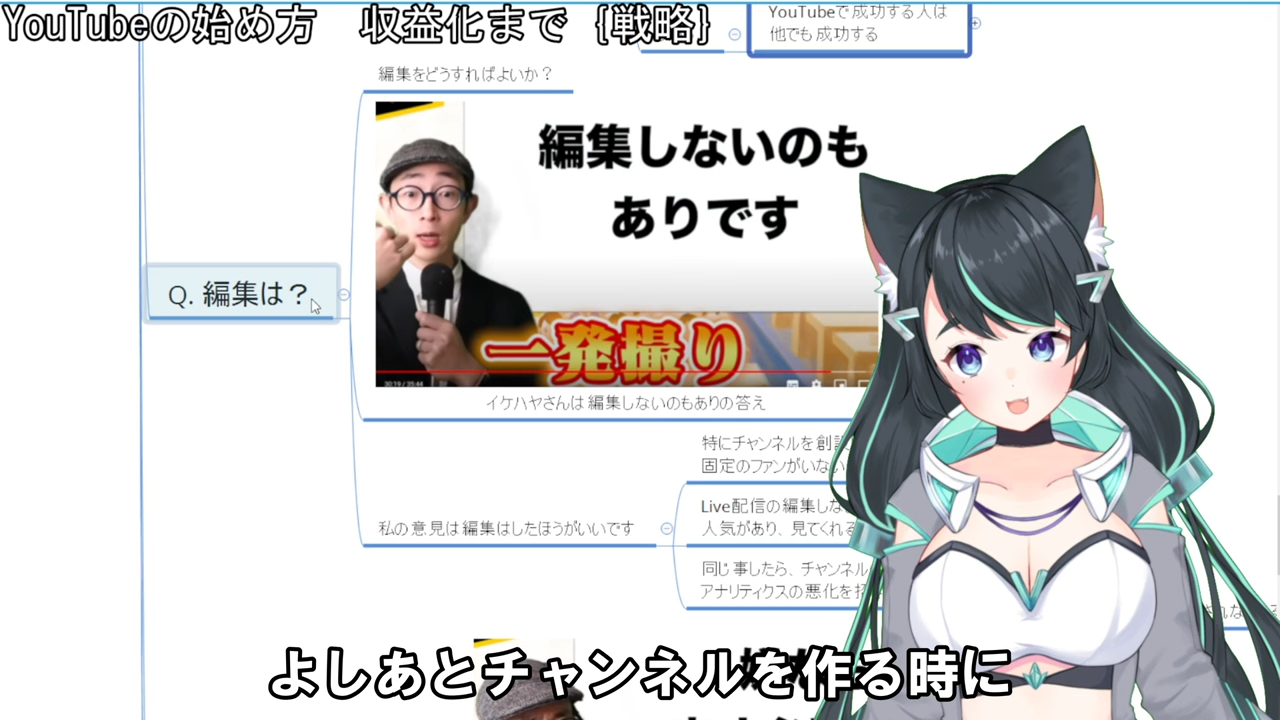 YouTubeの始め方 収益化まで {戦略}
YouTubeで成功する人は
他でも成功する
編集をどうすればよいか？
編集しないのも
ありです
Q. 編集は？
一発撮り
30:19 / 35:44
イケハヤさんは編集しないのもありの答え
特にチャンネルを創設
固定のファンがいない
私の意見は編集はしたほうがいいです
Live配信の編集しな
人気があり、見てくれる
同じ事したら、チャンネル
アナリティクスの悪化を招
よしあとチャンネルを作る時に